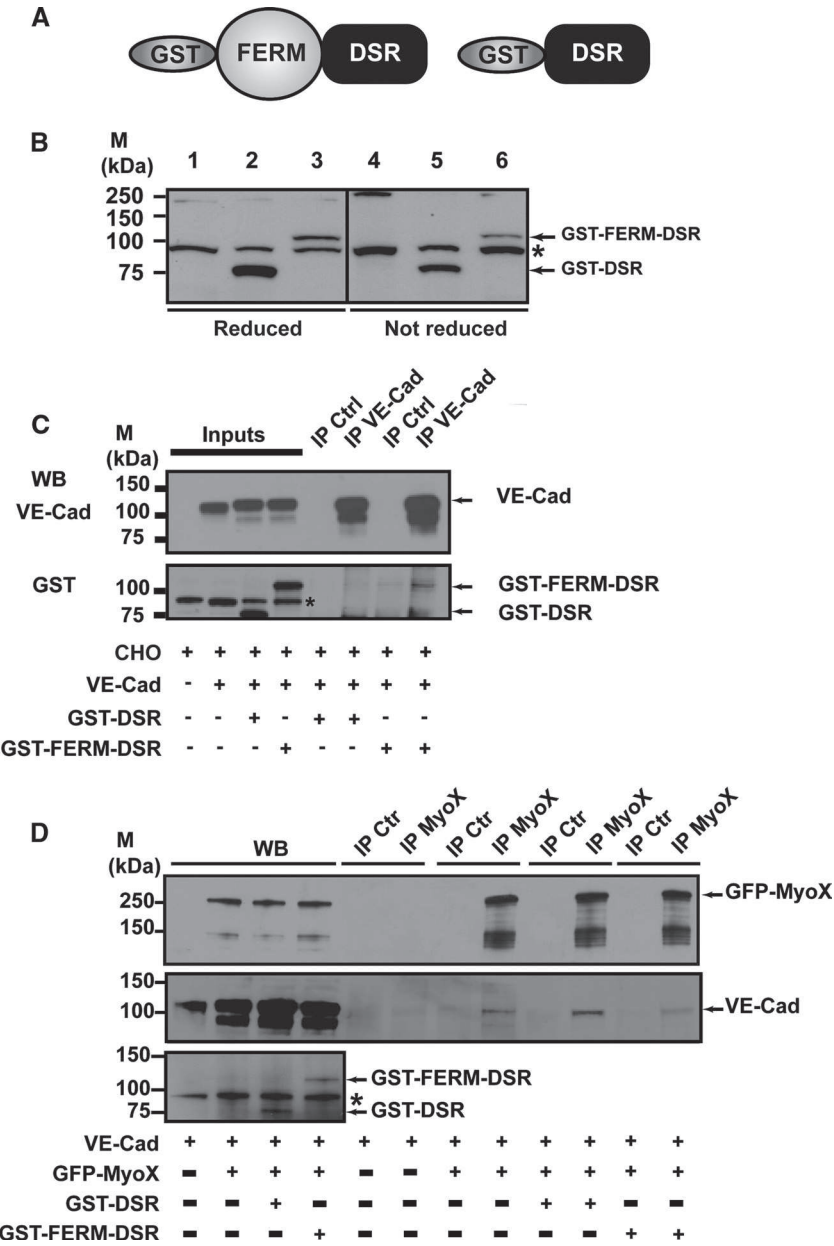 A
GST FERM DSR GST DSR
B
M
(kDa)
1 2 3 4 5 6
250
150
100
75
GST-FERM-DSR
*
GST-DSR
Reduced Not reduced
C
M
(kDa)
Inputs
IP Ctrl
IP VE-Cad
IP Ctrl
IP VE-Cad
WB
VE-Cad
150
100
75
VE-Cad
GST
100
75
*
GST-FERM-DSR
GST-DSR
CHO + + + + + + + +
VE-Cad - + + + + + + +
GST-DSR - - + - + + - -
GST-FERM-DSR - - - + - - + +
D
M
(kDa)
WB
IP Ctr
IP MyoX
IP Ctr
IP MyoX
IP Ctr
IP MyoX
IP Ctr
IP MyoX
250
150
GFP-MyoX
150
100
VE-Cad
150
100
75
GST-FERM-DSR
*
GST-DSR
VE-Cad + + + + + + + + + + + +
GFP-MyoX - + + + - - + + + + + +
GST-DSR - - + - - - - - + + - -
GST-FERM-DSR - - - + - - - - - - + +